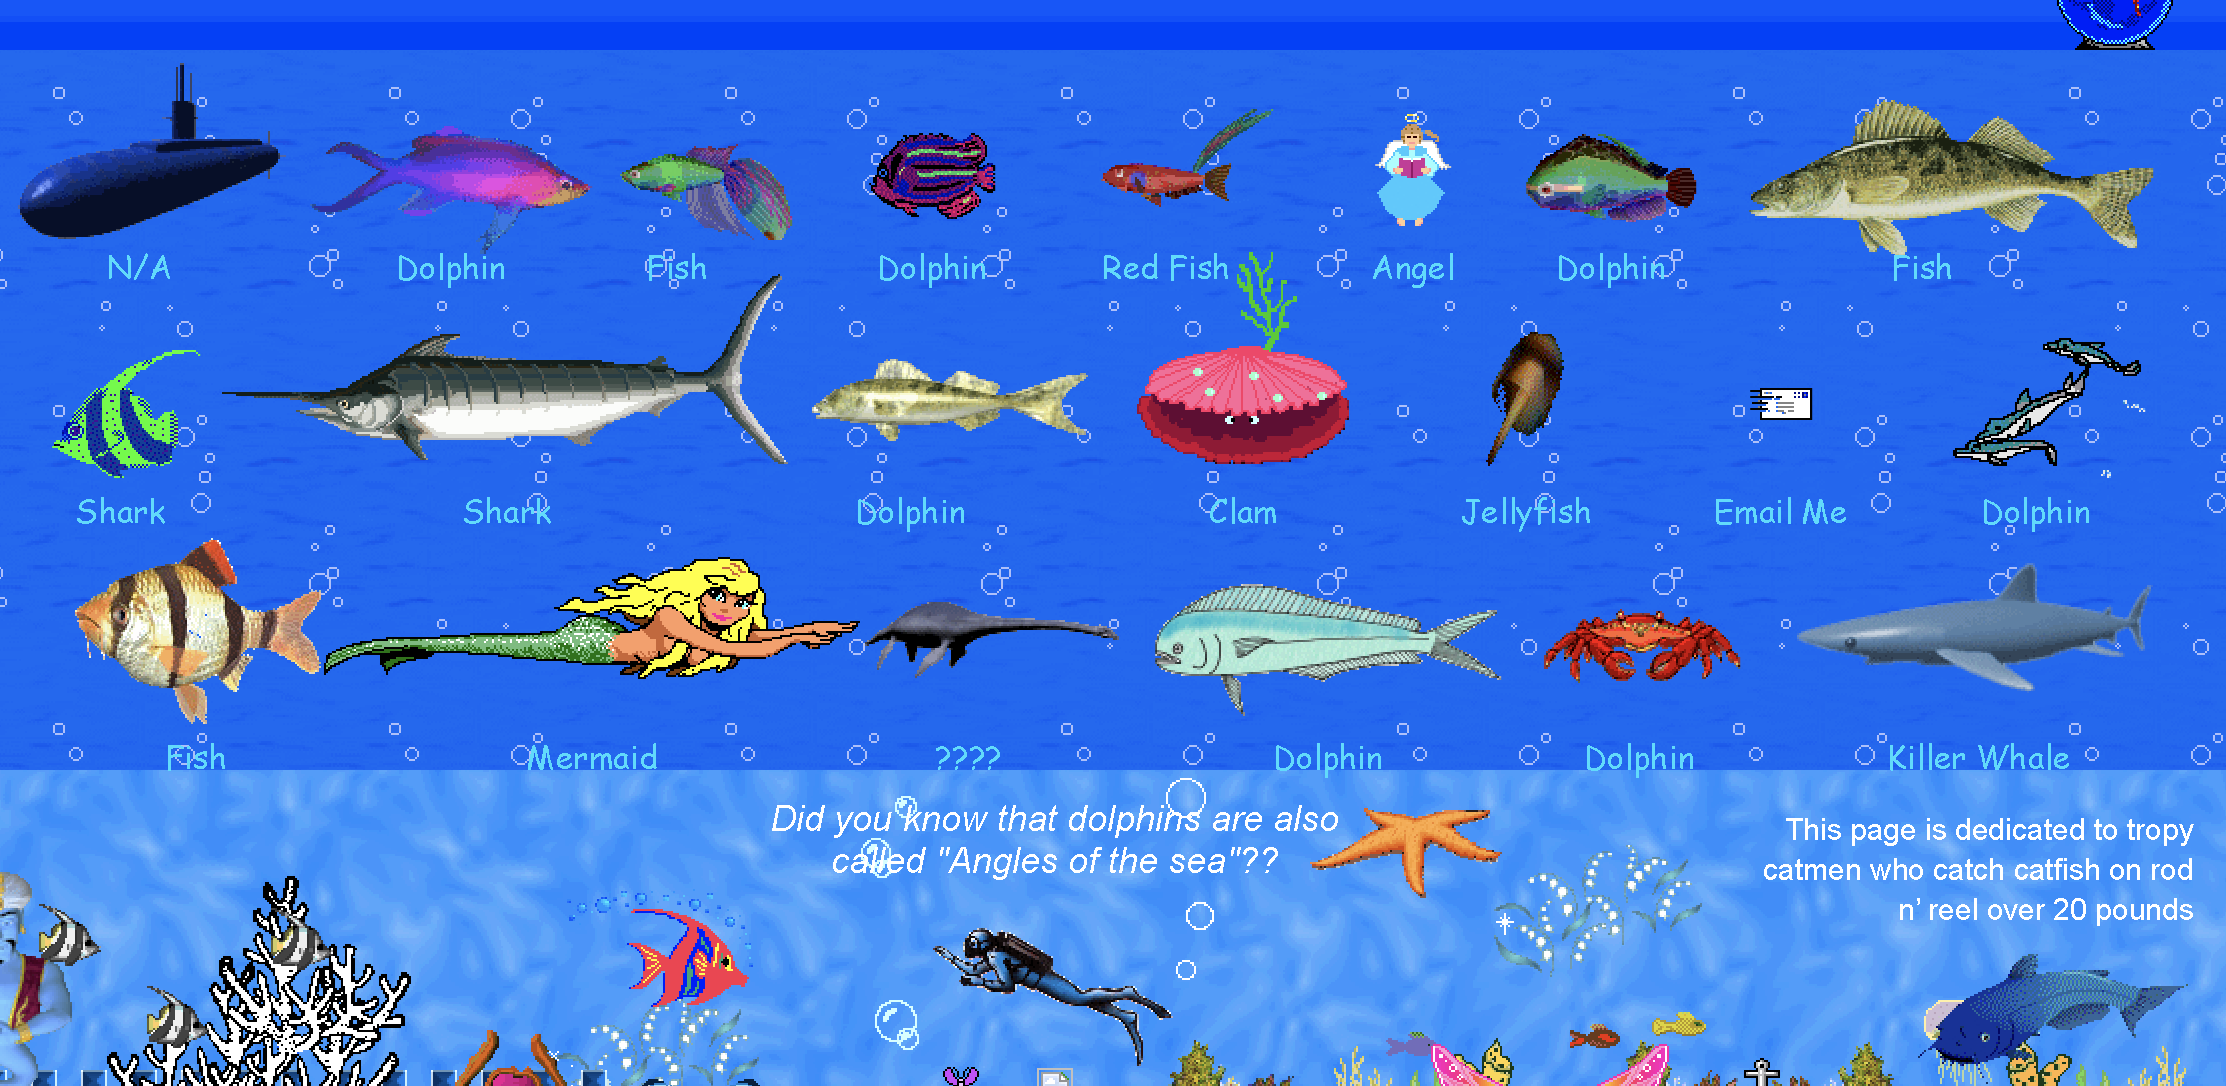 N/A Dolphin Fish Dolphin Red Fish Angel Dolphin Fish
Shark Shark Dolphin Clam Jellyfish Email Me Dolphin
Fish Mermaid ???? Dolphin Dolphin Killer Whale
Did you know that dolphins are also
called "Angles of the sea"??
This page is dedicated to tropy
catmen who catch catfish on rod
n’ reel over 20 pounds